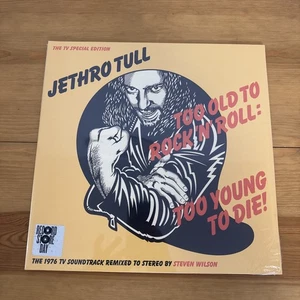 THE TV SPECIAL EDITION
JETHRO TULL
TOO OLD TO
ROCK 'N' ROLL:
TOO YOUNG
TO DIE!
RECORD
STORE
DAY
THE 1976 TV SOUNDTRACK REMIXED TO STEREO BY STEVEN WILSON